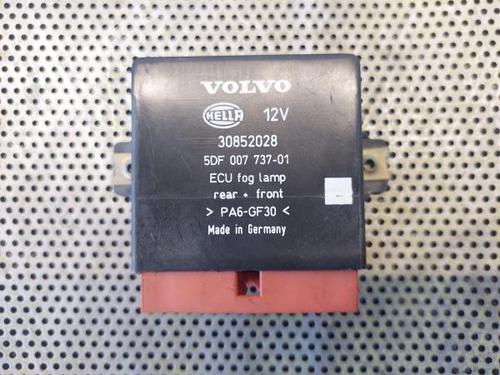 VOLVO
HELLA 12V
30852028
5DF 007 737-01
ECU fog lamp
rear + front
> PA6-GF30 <
Made in Germany